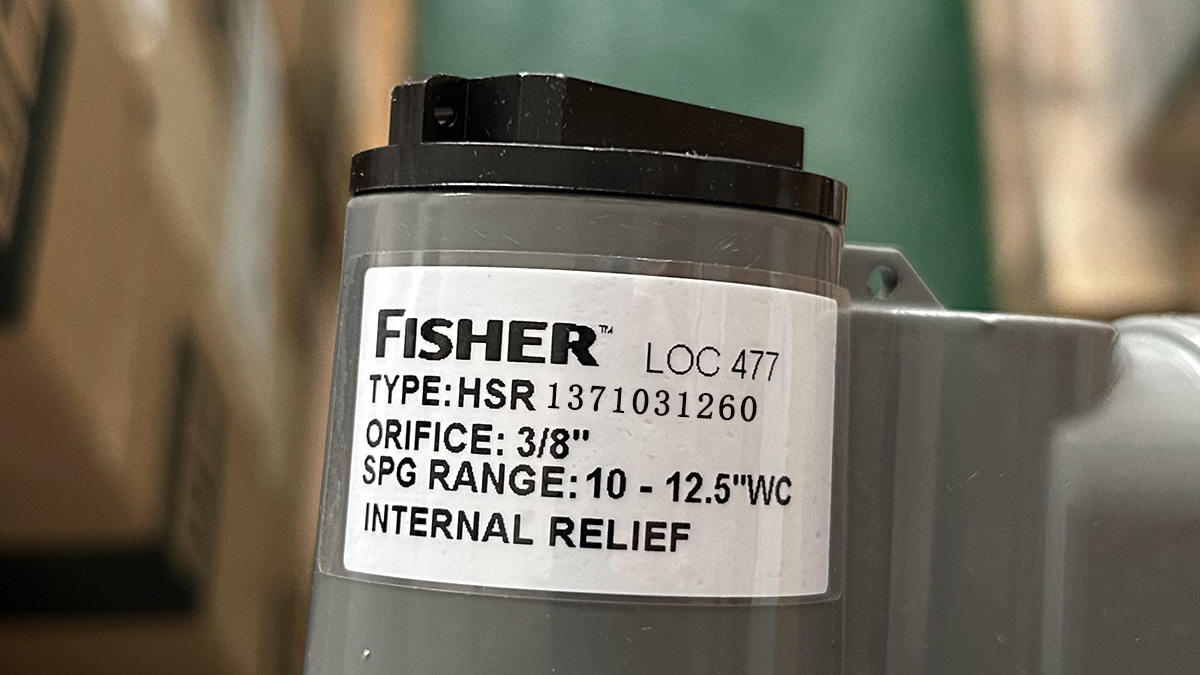 FISHER™ LOC 477
TYPE: HSR 1371031260
ORIFICE: 3/8"
SPG RANGE: 10 - 12.5"WC
INTERNAL RELIEF